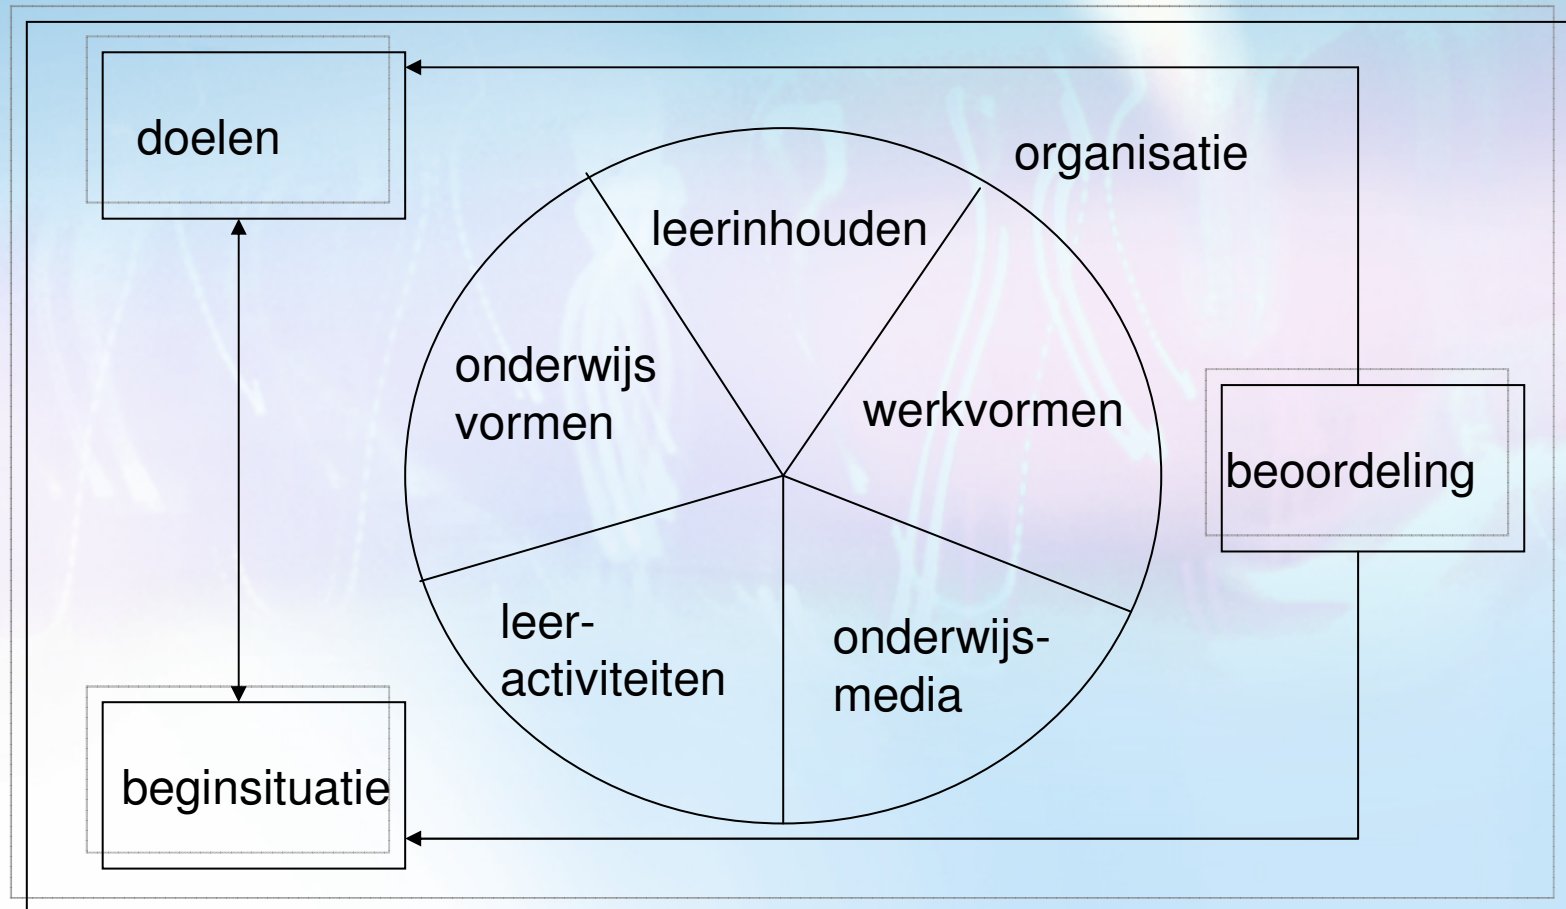 doelen
organisatie
leerinhouden
onderwijs
vormen
werkvormen
beoordeling
leer-
activiteiten
onderwijs-
media
beginsituatie